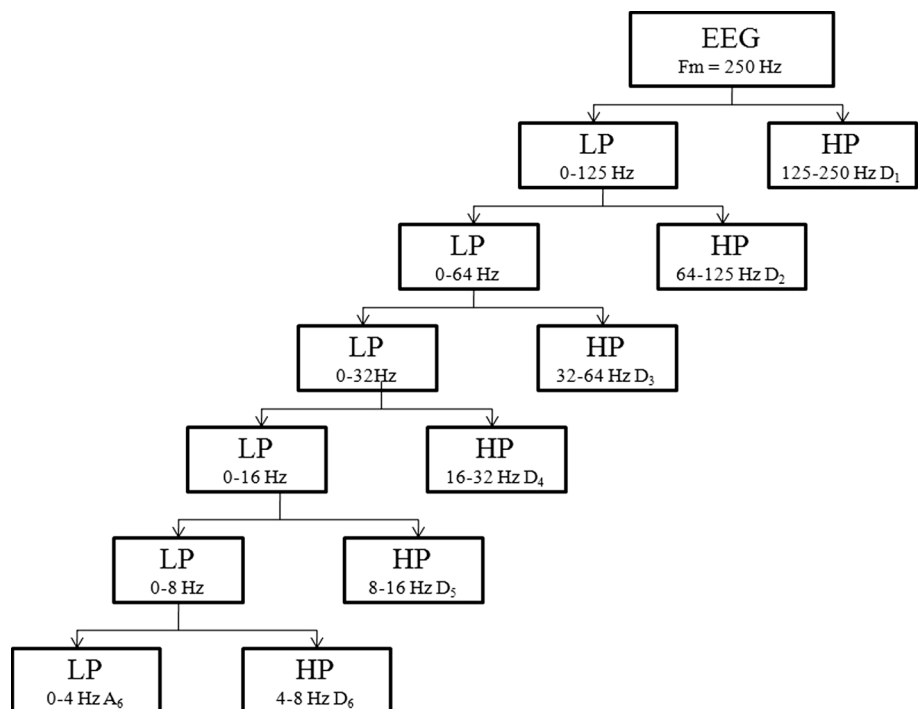 EEG
Fm = 250 Hz
LP
0-125 Hz
HP
125-250 Hz D₁
LP
0-64 Hz
HP
64-125 Hz D₂
LP
0-32Hz
HP
32-64 Hz D₃
LP
0-16 Hz
HP
16-32 Hz D₄
LP
0-8 Hz
HP
8-16 Hz D₅
LP
0-4 Hz A₆
HP
4-8 Hz D₆